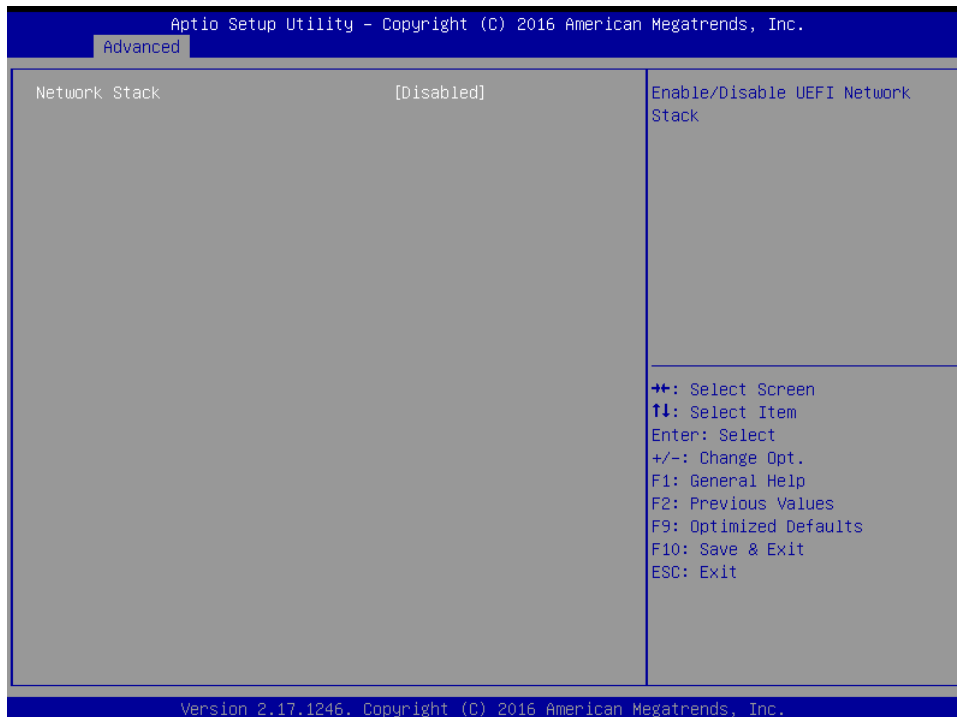 Aptio Setup Utility – Copyright (C) 2016 American Megatrends, Inc.
Advanced
Network Stack [Disabled]
Enable/Disable UEFI Network
Stack
→←: Select Screen
↑↓: Select Item
Enter: Select
+/-: Change Opt.
F1: General Help
F2: Previous Values
F9: Optimized Defaults
F10: Save & Exit
ESC: Exit
Version 2.17.1246. Copyright (C) 2016 American Megatrends, Inc.